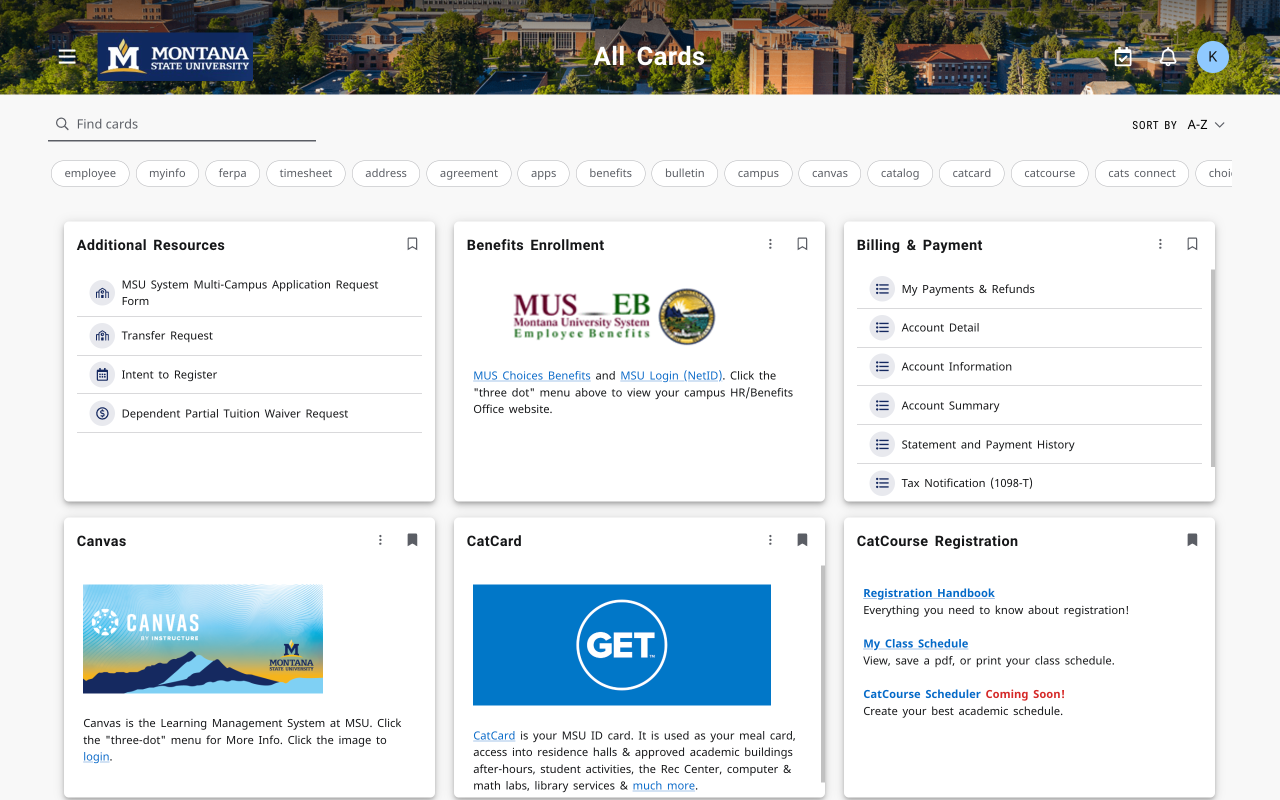 MONTANA
STATE UNIVERSITY
All Cards
K
Find cards
SORT BY A-Z
employee
myinfo
ferpa
timesheet
address
agreement
apps
benefits
bulletin
campus
canvas
catalog
catcard
catcourse
cats connect
choi
Additional Resources
MSU System Multi-Campus Application Request
Form
Transfer Request
Intent to Register
Dependent Partial Tuition Waiver Request
Benefits Enrollment
MUS EB
Montana University System
Employee Benefits
MUS Choices Benefits and MSU Login (NetID). Click the
"three dot" menu above to view your campus HR/Benefits
Office website.
Billing & Payment
My Payments & Refunds
Account Detail
Account Information
Account Summary
Statement and Payment History
Tax Notification (1098-T)
Canvas
CANVAS
BY INSTRUCTURE
M
MONTANA
STATE UNIVERSITY
Canvas is the Learning Management System at MSU. Click
the "three-dot" menu for More Info. Click the image to
login.
CatCard
GET™
CatCard is your MSU ID card. It is used as your meal card,
access into residence halls & approved academic buildings
after-hours, student activities, the Rec Center, computer &
math labs, library services & much more.
CatCourse Registration
Registration Handbook
Everything you need to know about registration!
My Class Schedule
View, save a pdf, or print your class schedule.
CatCourse Scheduler Coming Soon!
Create your best academic schedule.